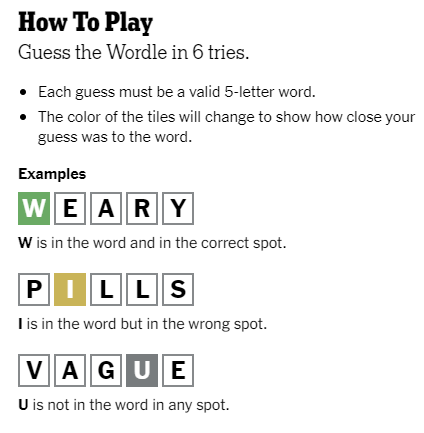 How To Play
Guess the Wordle in 6 tries.
• Each guess must be a valid 5-letter word.
• The color of the tiles will change to show how close your
guess was to the word.
Examples
W E A R Y
W is in the word and in the correct spot.
P I L L S
I is in the word but in the wrong spot.
V A G U E
U is not in the word in any spot.